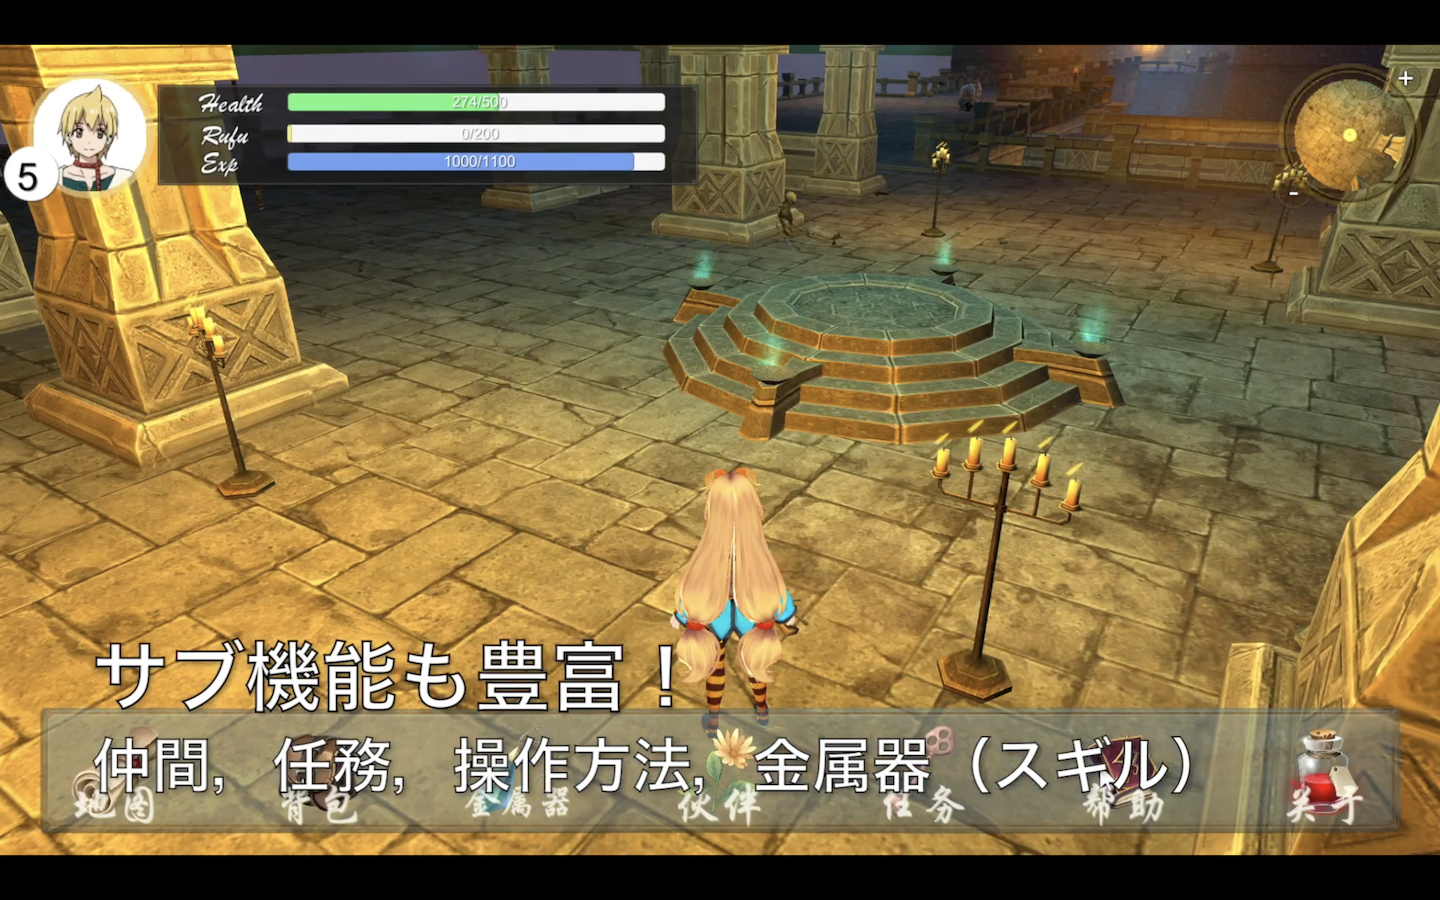 Health 274/500
Rufu 0/200
Exp 1000/1100
5
+
-
サブ機能も豊富！
仲間, 任務, 操作方法, 金属器（スギル）
地图 背包 金属器 伙伴 任务 帮助 关于